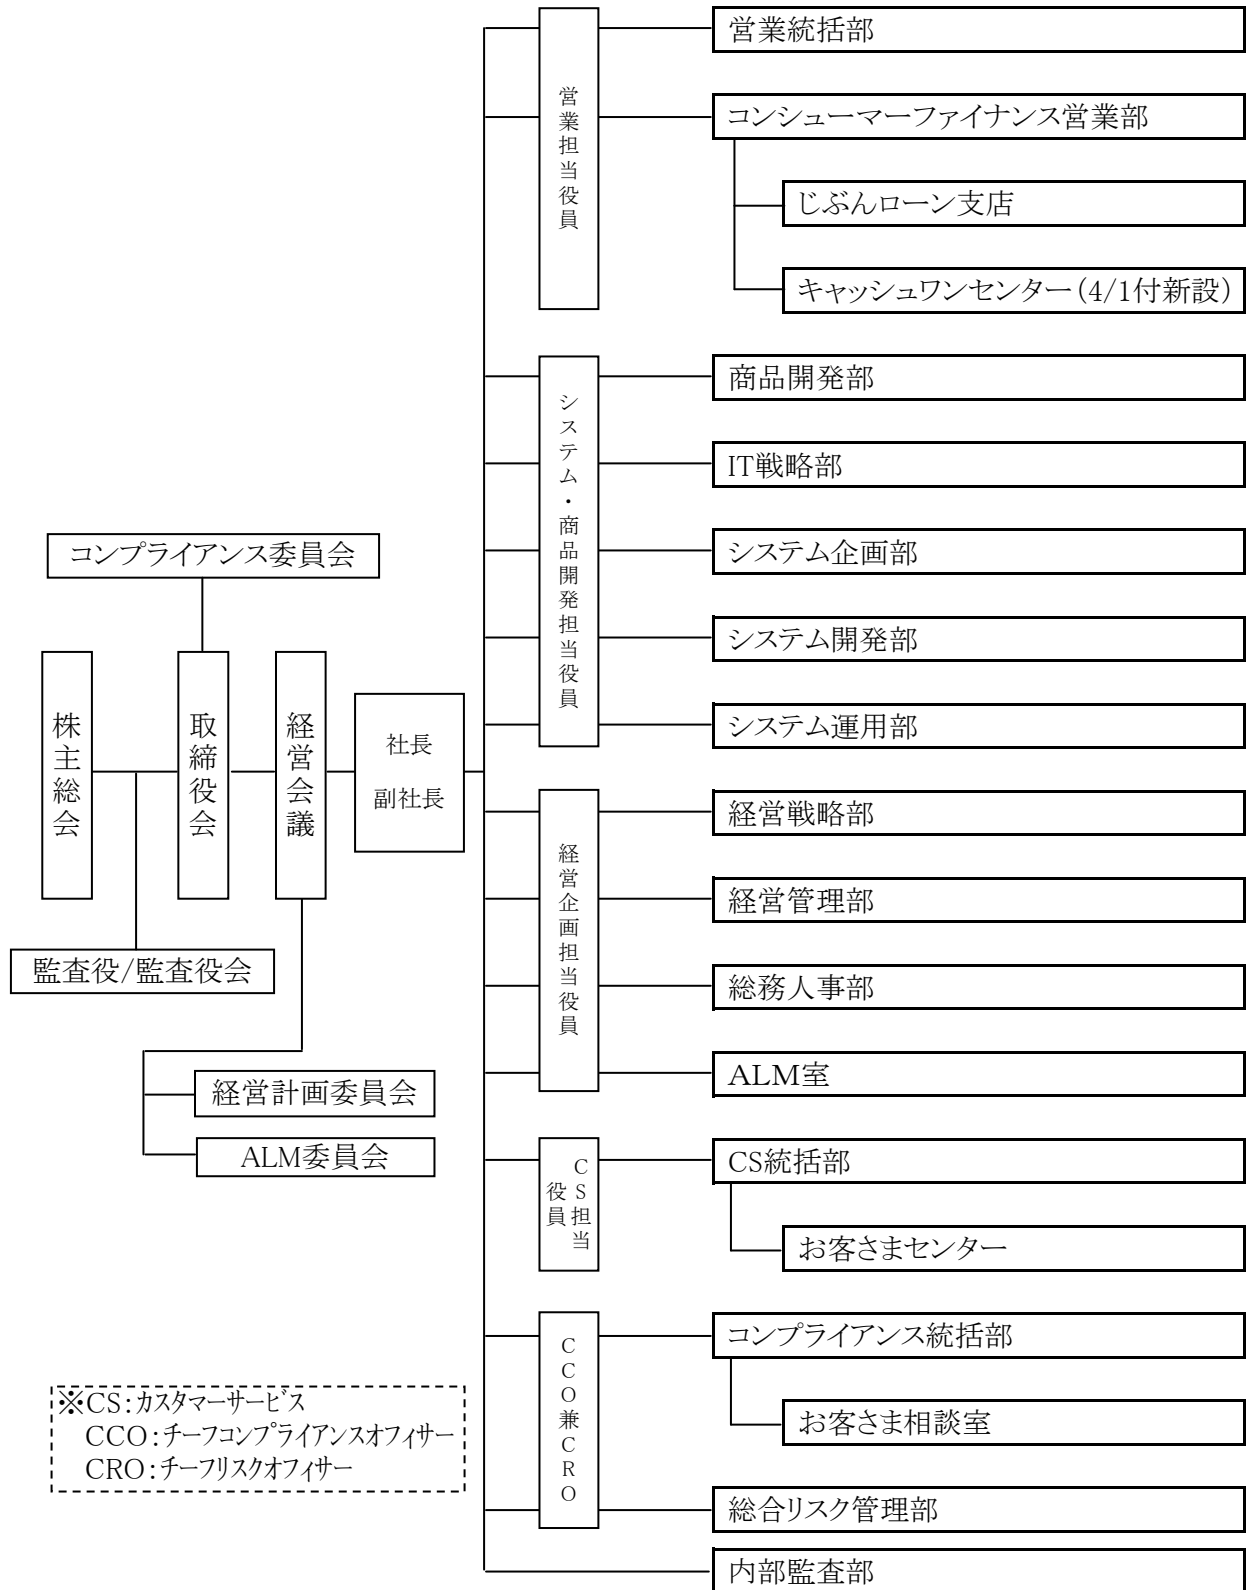 コンプライアンス委員会
株主総会
取締役会
経営会議
社長
副社長
監査役/監査役会
経営計画委員会
ALM委員会
※CS:カスタマーサービス
CCO:チーフコンプライアンスオフィサー
CRO:チーフリスクオフィサー
営業担当役員
営業統括部
コンシューマーファイナンス営業部
じぶんローン支店
キャッシュワンセンター(4/1付新設)
システム・商品開発担当役員
商品開発部
IT戦略部
システム企画部
システム開発部
システム運用部
経営企画担当役員
経営戦略部
経営管理部
総務人事部
ALM室
CS担当
役員
CS統括部
お客さまセンター
CCO兼CRO
コンプライアンス統括部
お客さま相談室
総合リスク管理部
内部監査部